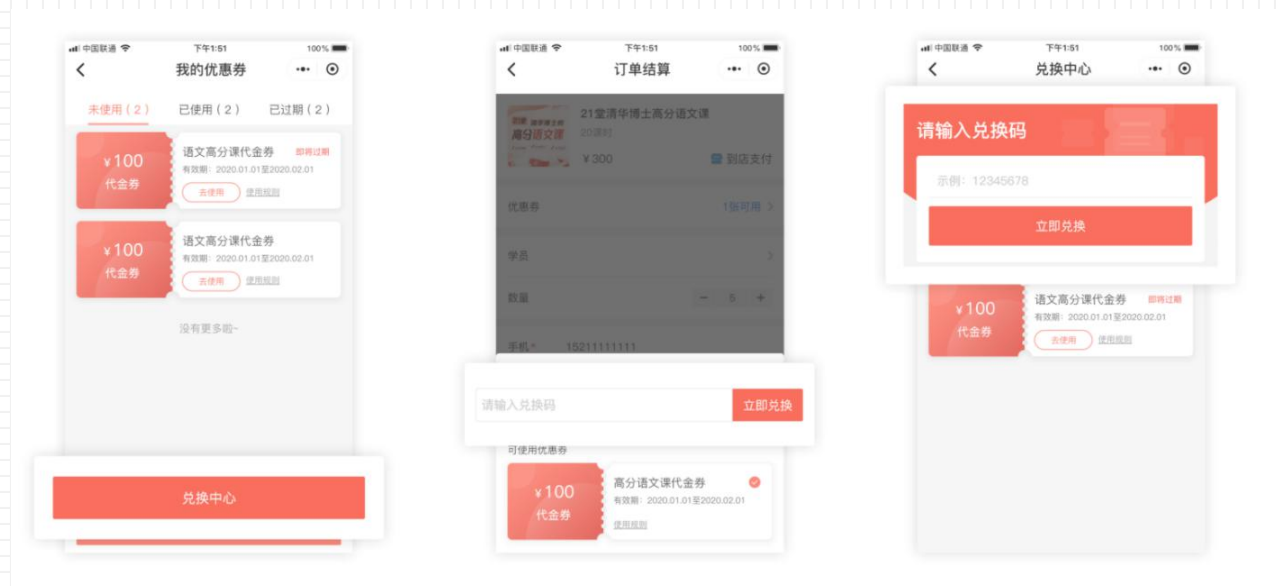 中国联通
下午1:51
100%
我的优惠券
未使用（2）
已使用（2）
已过期（2）
¥100
代金券
语文高分课代金券
即将过期
有效期：2020.01.01至2020.02.01
去使用
使用规则
¥100
代金券
语文高分课代金券
有效期：2020.01.01至2020.02.01
去使用
使用规则
没有更多啦~
兑换中心
中国联通
下午1:51
100%
订单结算
高分语文课
21堂清华博士高分语文课
20课时
¥300
到店支付
优惠券
1张可用 >
学员
>
数量
- 5 +
手机*
15211111111
请输入兑换码
立即兑换
可使用优惠券
¥100
代金券
高分语文课代金券
有效期：2020.01.01至2020.02.01
使用规则
中国联通
下午1:51
100%
兑换中心
请输入兑换码
示例：12345678
立即兑换
¥100
代金券
语文高分课代金券
即将过期
有效期：2020.01.01至2020.02.01
去使用
使用规则